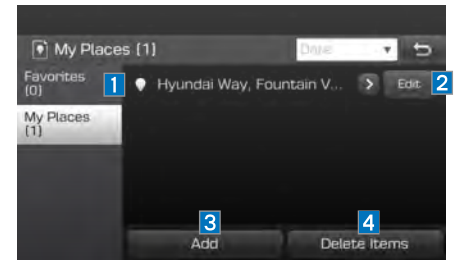 My Places (1)
Date
Favorites
(0)
1
Hyundai Way, Fountain V...
Edit
2
My Places
(1)
3
4
Add
Delete Items